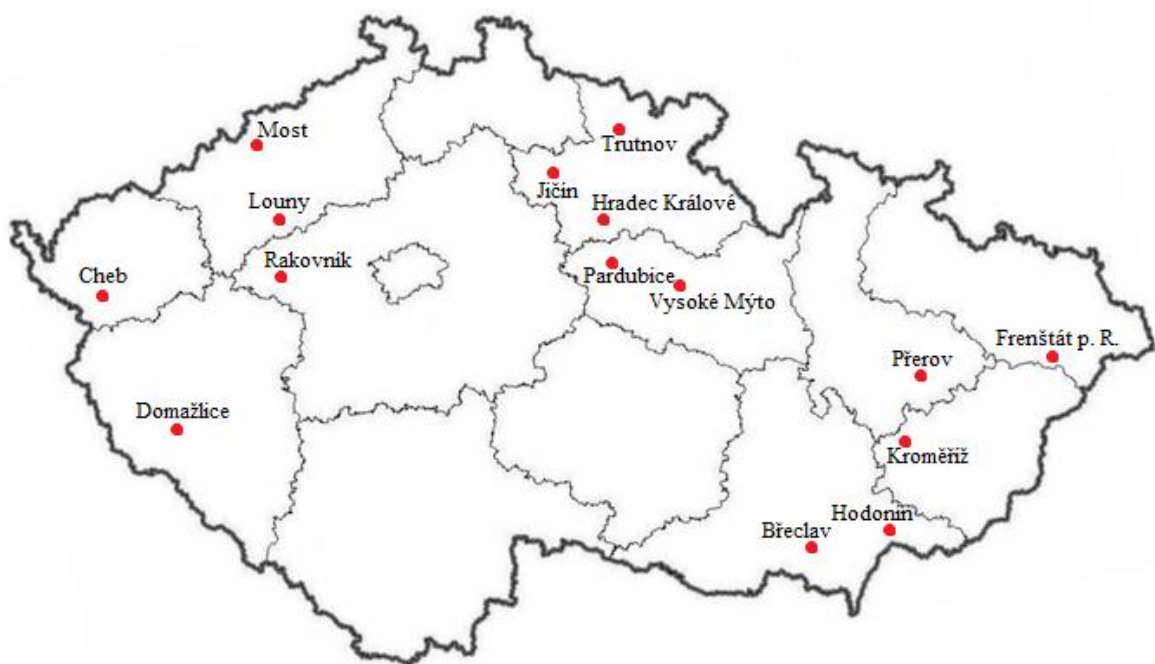 Most
Trutnov
Jičín
Louny
Hradec Králové
Rakovník
Cheb
Pardubice
Vysoké Mýto
Frenštát p. R.
Přerov
Domažlice
Kroměříž
Hodonín
Břeclav